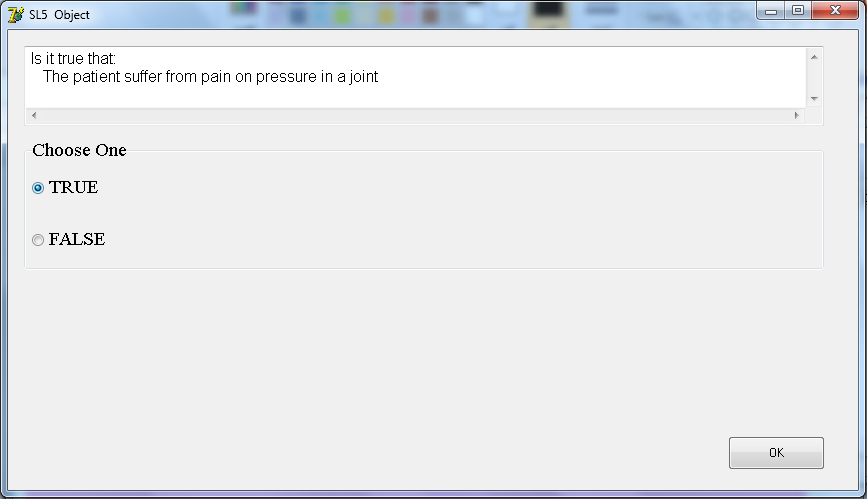 SL5 Object
Is it true that:
The patient suffer from pain on pressure in a joint
Choose One
TRUE
FALSE
OK